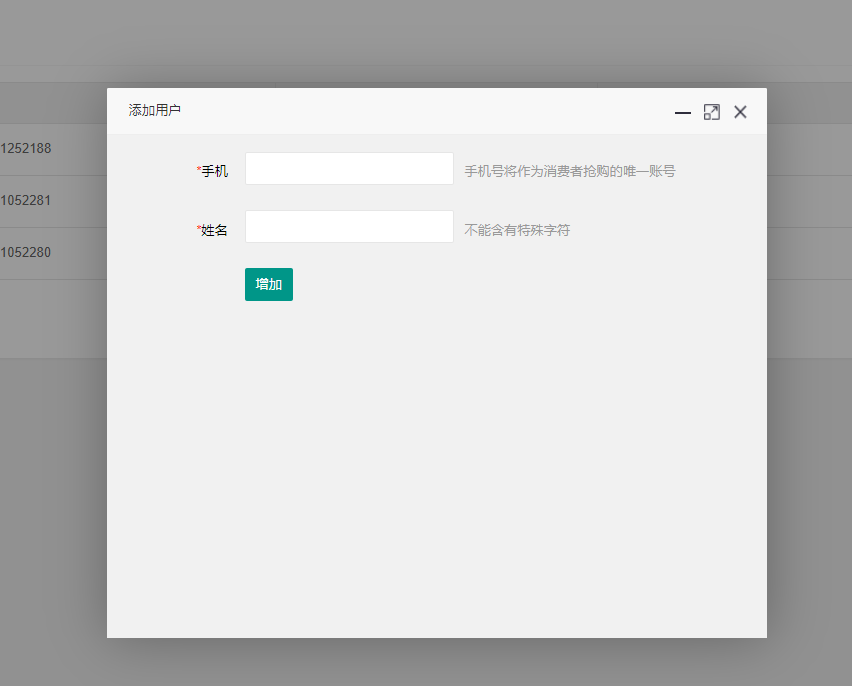 添加用户
1252188
*手机 手机号将作为消费者抢购的唯一账号
1052281
*姓名 不能含有特殊字符
1052280
增加